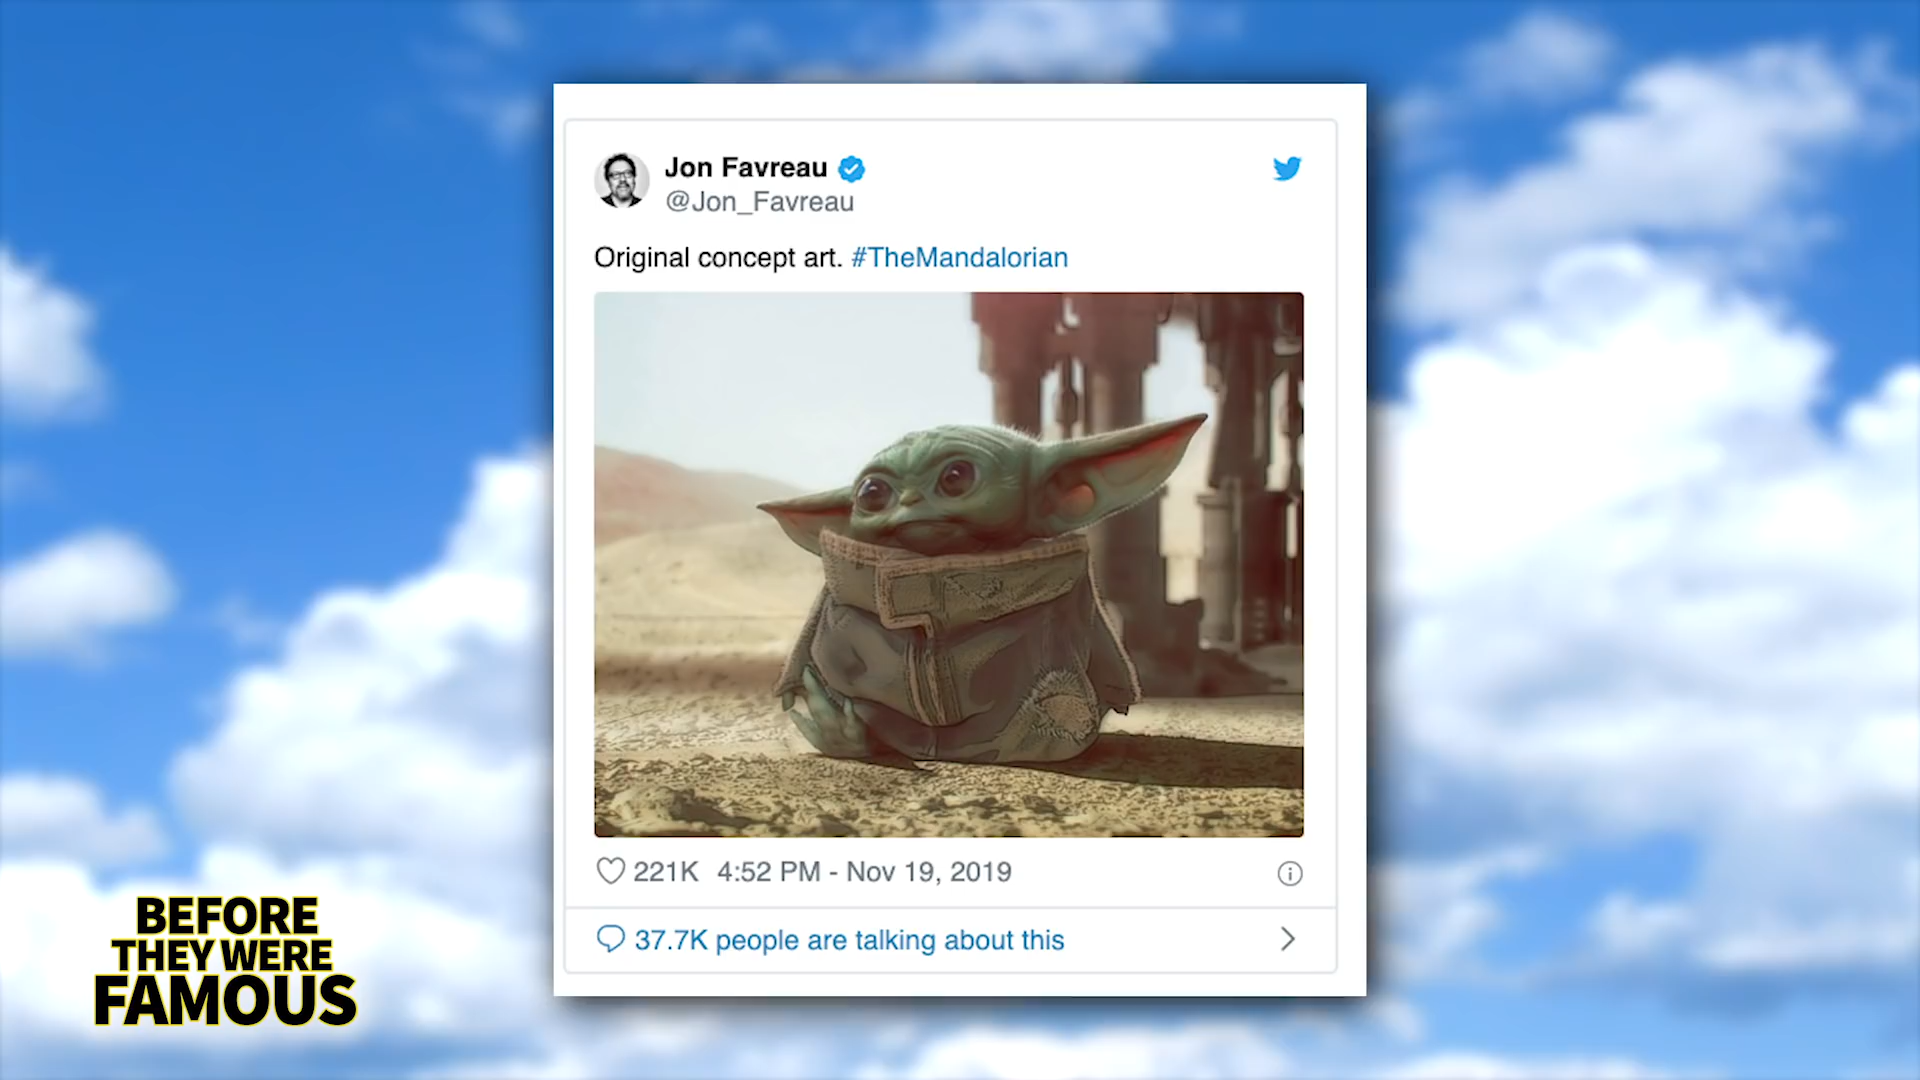 Jon Favreau
@Jon_Favreau
Original concept art. #TheMandalorian
221K 4:52 PM - Nov 19, 2019
37.7K people are talking about this
BEFORE
THEY WERE
FAMOUS